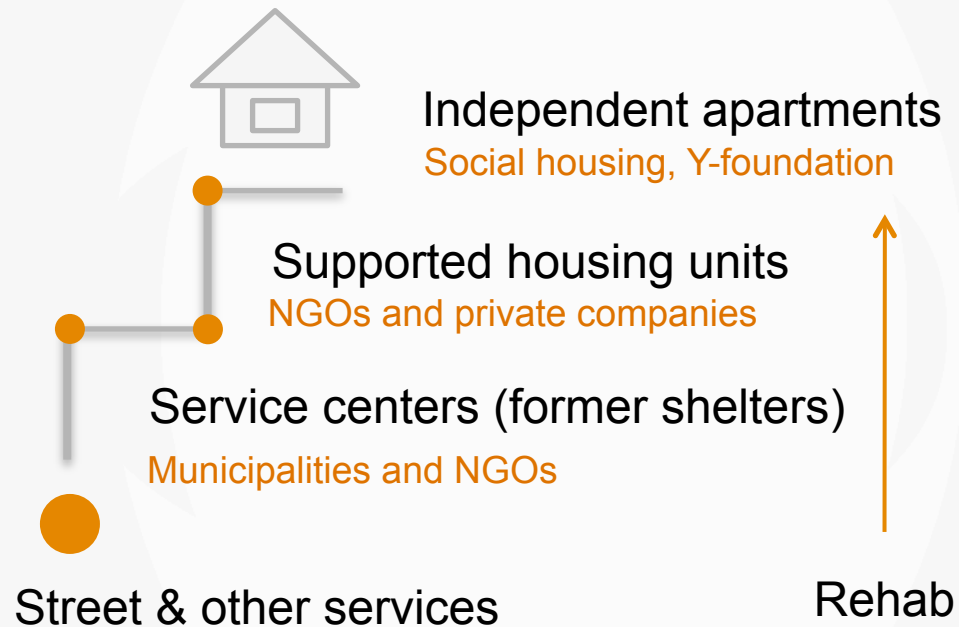 Independent apartments
Social housing, Y-foundation
Supported housing units
NGOs and private companies
Service centers (former shelters)
Municipalities and NGOs
Street & other services
Rehab